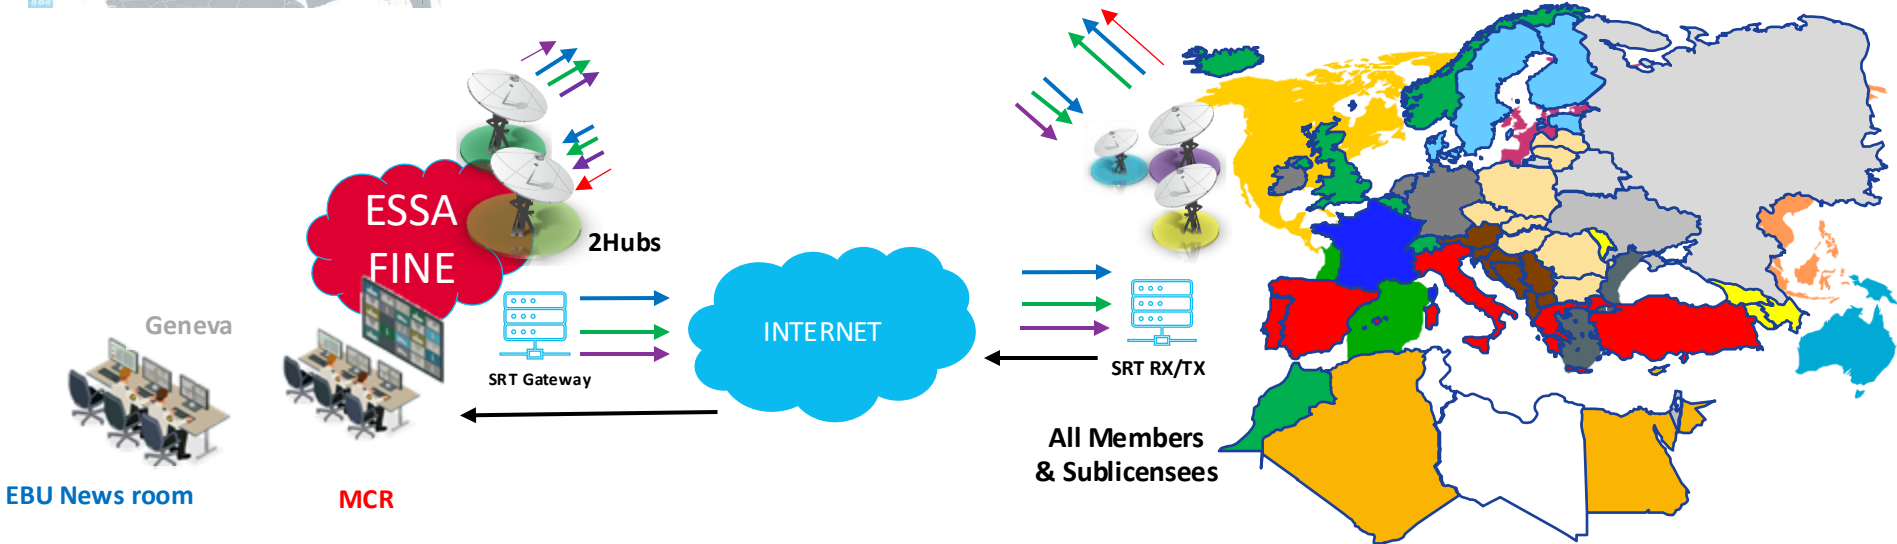 ESSA
FINE
2Hubs
Geneva
INTERNET
SRT Gateway
SRT RX/TX
All Members
& Sublicensees
EBU News room
MCR